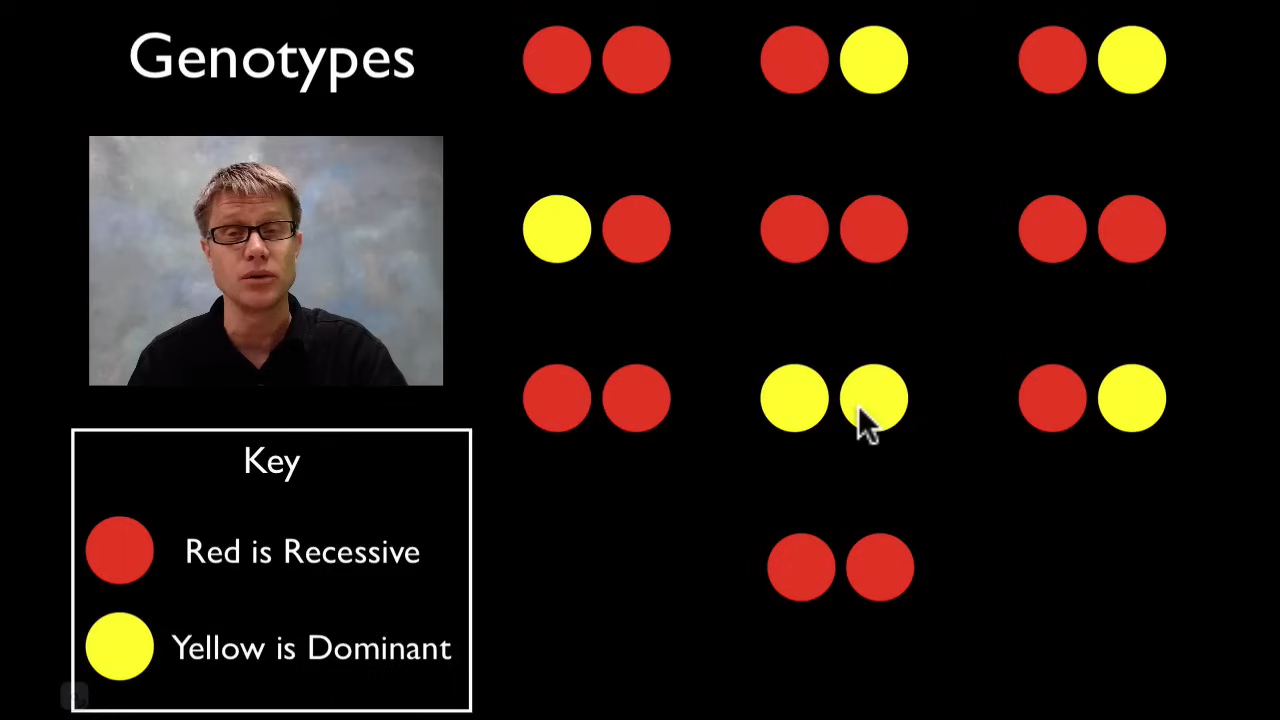 Genotypes
Key
Red is Recessive
Yellow is Dominant